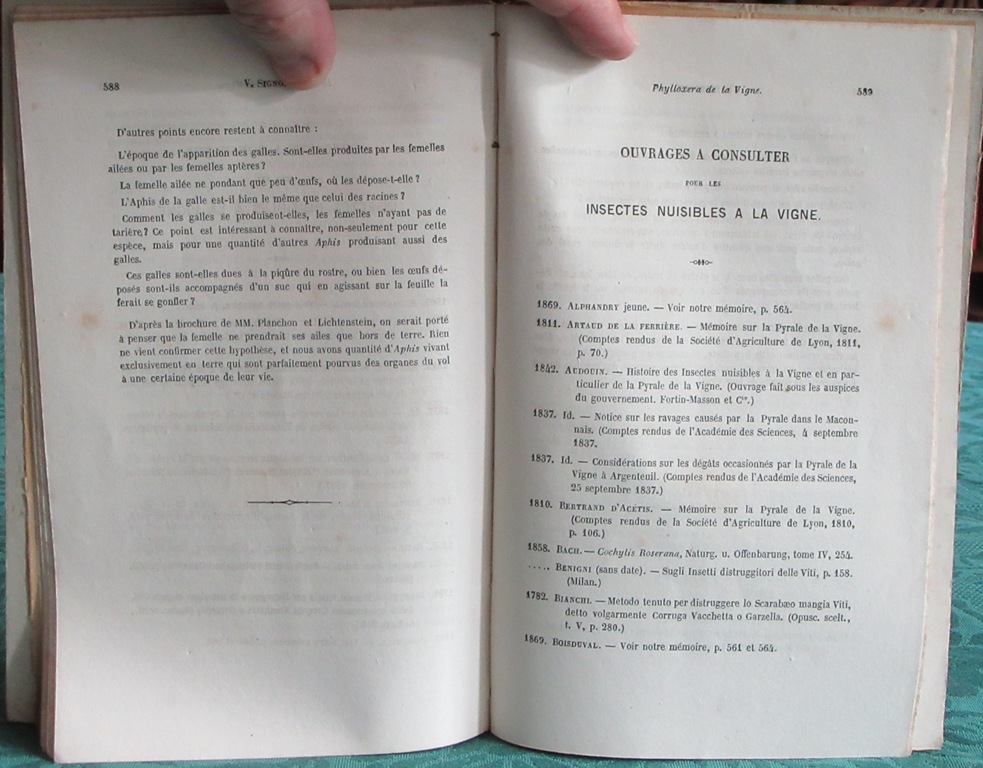 588
V. SIGNO
D'autres points encore restent à connaître :
L'époque de l'apparition des galles. Sont-elles produites par les femelles
ailées ou par les femelles aptères ?
La femelle ailée ne pondant que peu d'œufs, où les dépose-t-elle ?
L'Aphis de la galle est-il bien le même que celui des racines ?
Comment les galles se produisent-elles, les femelles n'ayant pas de
tarière ? Ce point est intéressant à connaître, non-seulement pour cette
espèce, mais pour une quantité d'autres Aphis produisant aussi des
galles.
Ces galles sont-elles dues à la piqûre du rostre, ou bien les œufs dé-
posés sont-ils accompagnés d'un suc qui en agissant sur la feuille la
ferait se gonfler ?
D'après la brochure de MM. Planchon et Lichtenstein, on serait porté
à penser que la femelle ne prendrait ses ailes que hors de terre. Rien
ne vient confirmer cette hypothèse, et nous avons quantité d'Aphis vivant
exclusivement en terre qui sont parfaitement pourvus des organes du vol
à une certaine époque de leur vie.
Phylloxera de la Vigne.
589
OUVRAGES A CONSULTER
POUR LES
INSECTES NUISIBLES A LA VIGNE.
1869. ALPHANDRY jeune. — Voir notre mémoire, p. 564.
1811. ARTAUD DE LA FERRIÈRE. — Mémoire sur la Pyrale de la Vigne.
(Comptes rendus de la Société d'Agriculture de Lyon, 1811,
p. 70.)
1842. AUDOUIN. — Histoire des Insectes nuisibles à la Vigne et en par-
ticulier de la Pyrale de la Vigne. (Ouvrage fait sous les auspices
du gouvernement. Fortin-Masson et Cie.)
1837. Id. — Notice sur les ravages causés par la Pyrale dans le Macon-
nais. (Comptes rendus de l'Académie des Sciences, 4 septembre
1837.
1837. Id. — Considérations sur les dégâts occasionnés par la Pyrale de la
Vigne à Argenteuil. (Comptes rendus de l'Académie des Sciences,
25 septembre 1837.)
1810. BERTRAND D'ACÉTIS. — Mémoire sur la Pyrale de la Vigne.
(Comptes rendus de la Société d'Agriculture de Lyon, 1810,
p. 106.)
1858. BACH. — Cochylis Roserana, Naturg. u. Offenbarung, tome IV, 254.
..... BENIGNI (sans date). — Sugli Insetti distruggitori delle Viti, p. 158.
(Milan.)
1782. BIANCHI. — Metodo tenuto per distruggere lo Scarabæo mangia Viti,
detto volgarmente Corruga Vacchetta o Garzella. (Opusc. scelt.,
t. V, p. 280.)
1869. BOISDUVAL. — Voir notre mémoire, p. 561 et 564.